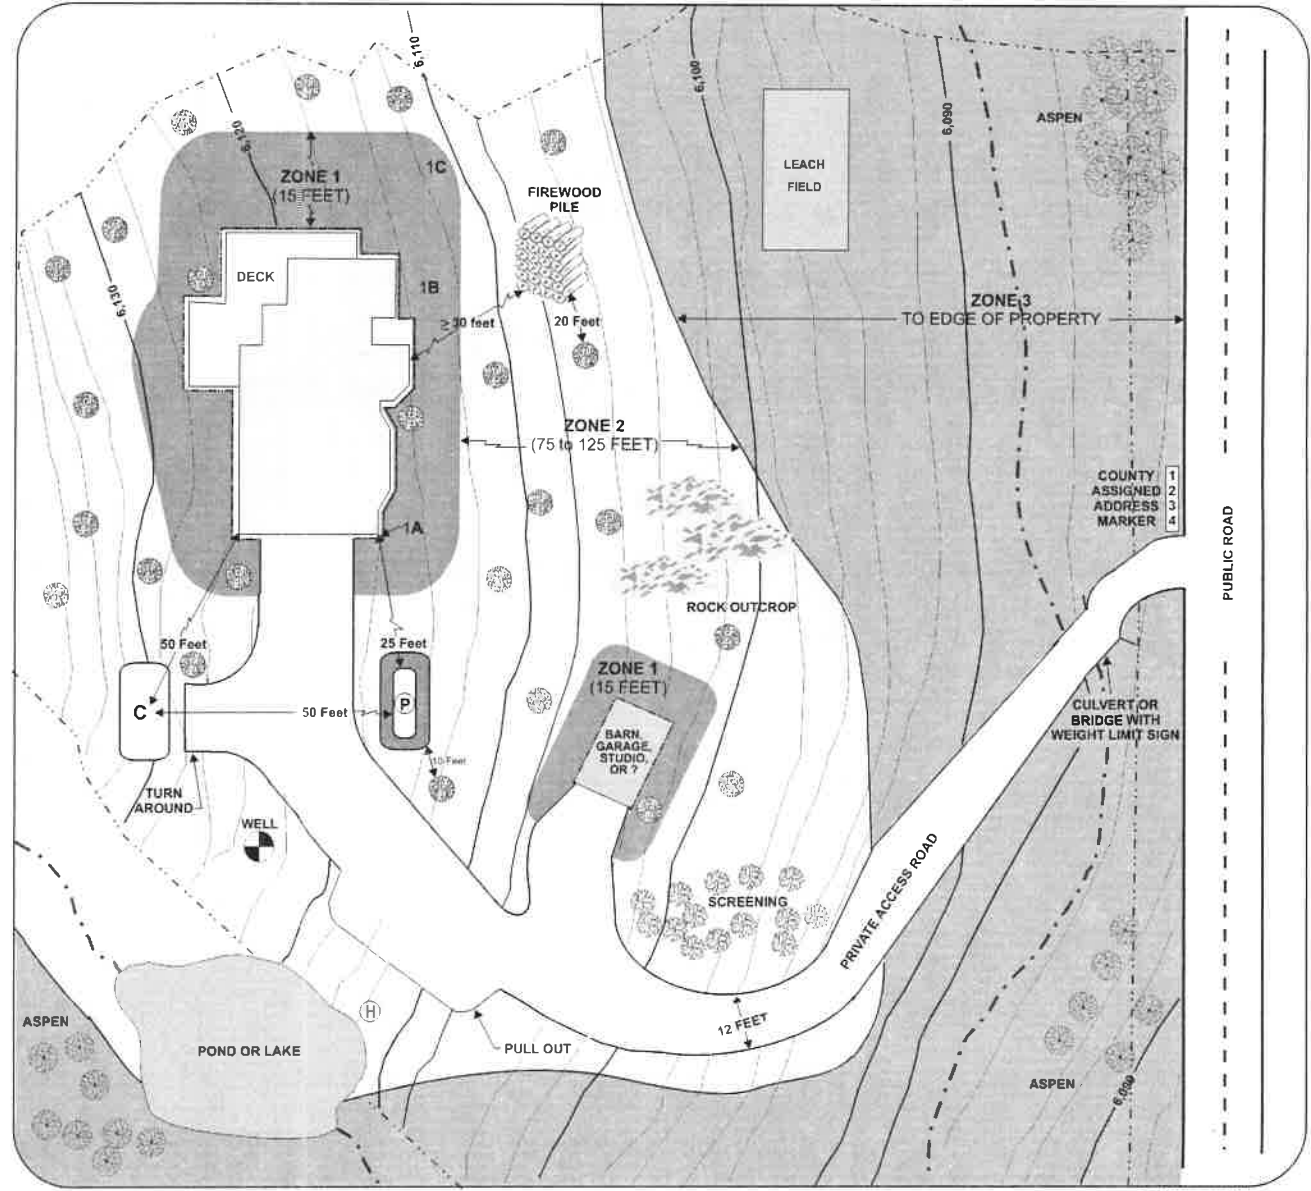 6,110
6,100
6,090
6,120
6,130
ASPEN
1C
ZONE 1
(15 FEET)
LEACH
FIELD
FIREWOOD
PILE
DECK
1B
≥ 30 feet
20 Feet
ZONE 3
TO EDGE OF PROPERTY
ZONE 2
(75 to 125 FEET)
COUNTY 1
ASSIGNED 2
ADDRESS 3
MARKER 4
PUBLIC ROAD
1A
ROCK OUTCROP
50 Feet
25 Feet
ZONE 1
(15 FEET)
C
50 Feet
P
BARN,
GARAGE,
STUDIO,
OR ?
CULVERT OR
BRIDGE WITH
WEIGHT LIMIT SIGN
10 Feet
TURN
AROUND
WELL
SCREENING
PRIVATE ACCESS ROAD
H
12 FEET
ASPEN
POND OR LAKE
PULL OUT
ASPEN
6,090